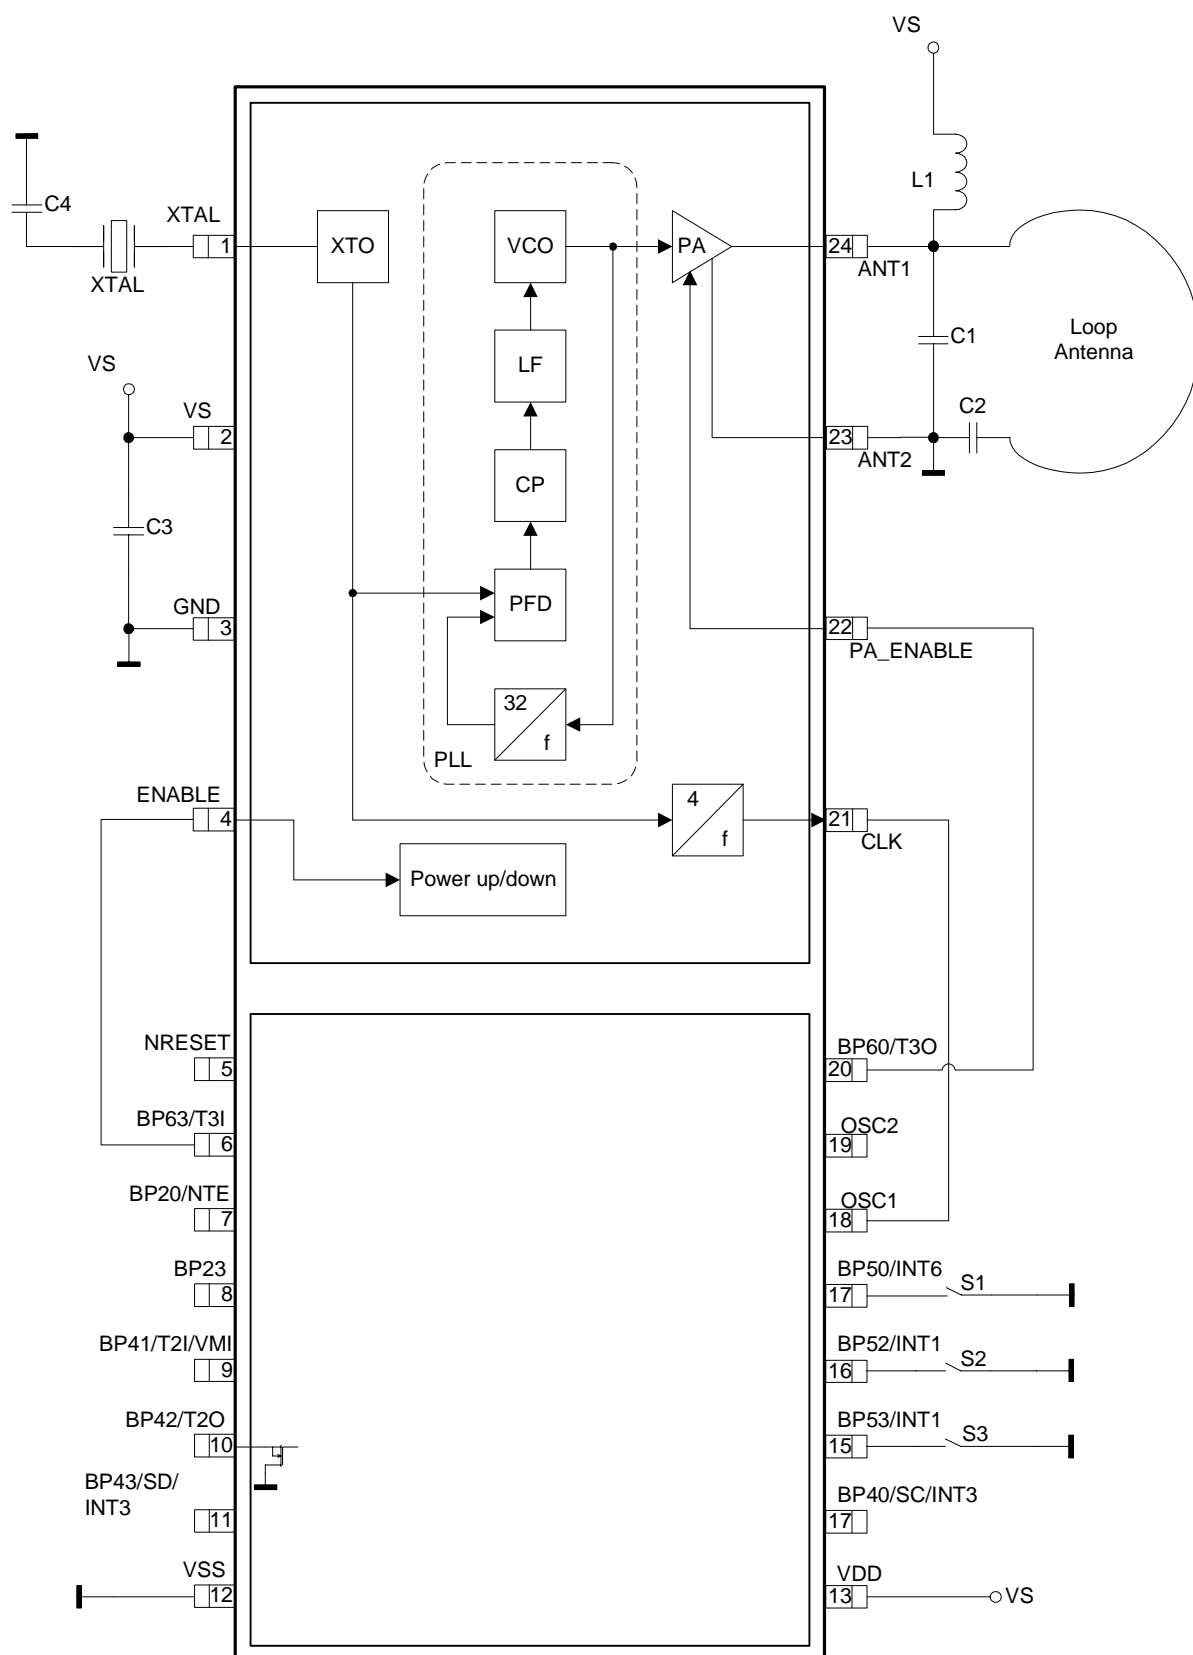 VS
L1
C4
XTAL
1
XTAL
XTO
VCO
PA
24
ANT1
Loop
Antenna
C1
LF
VS
VS
2
C2
23
ANT2
CP
C3
GND
3
PFD
22
PA_ENABLE
32
f
PLL
ENABLE
4
4
f
21
CLK
Power up/down
NRESET
5
BP60/T3O
20
BP63/T3I
6
OSC2
19
BP20/NTE
7
OSC1
18
BP23
8
BP50/INT6
17
S1
BP41/T2I/VMI
9
BP52/INT1
16
S2
BP42/T2O
10
BP53/INT1
15
S3
BP43/SD/
INT3
11
BP40/SC/INT3
17
VSS
12
VDD
13
VS